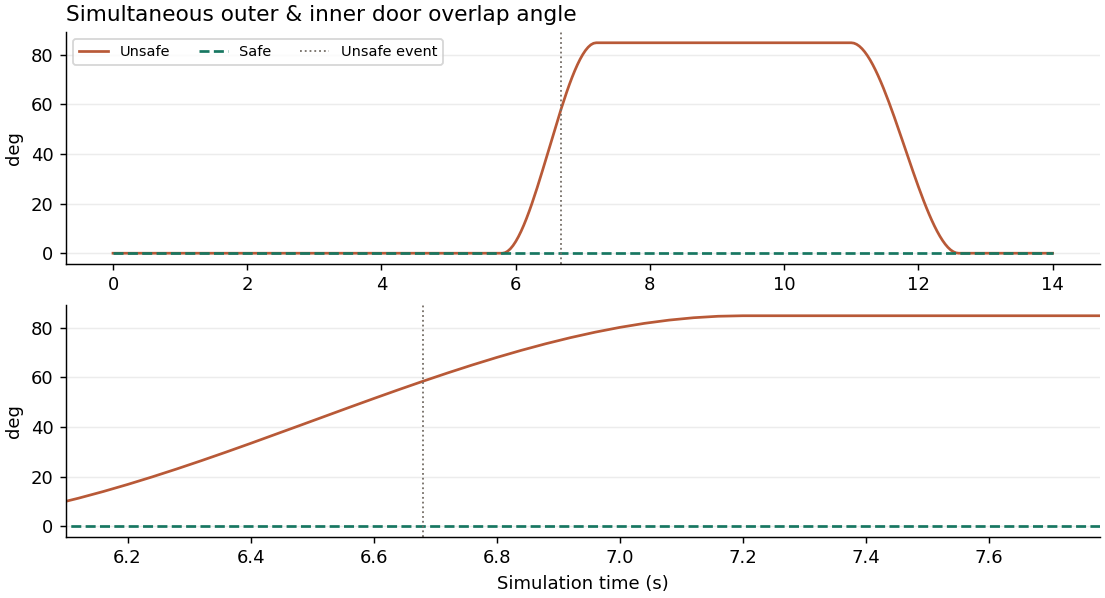 Simultaneous outer & inner door overlap angle
Unsafe Safe Unsafe event
deg
80
60
40
20
0
0 2 4 6 8 10 12 14
deg
80
60
40
20
0
6.2 6.4 6.6 6.8 7.0 7.2 7.4 7.6
Simulation time (s)